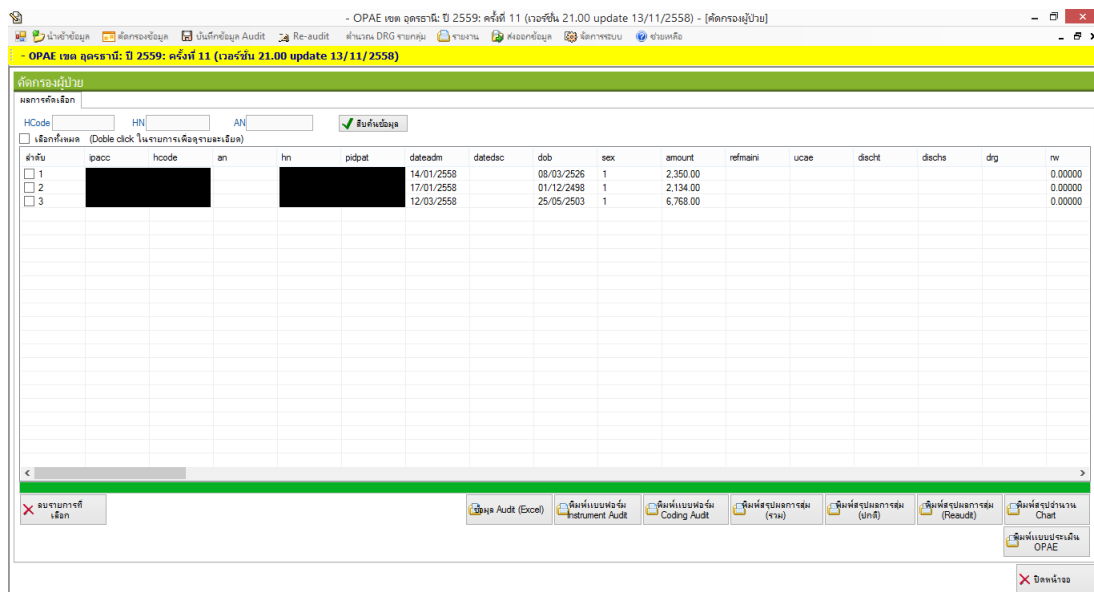 - OPAE เขต อุดรธานี: ปี 2559: ครั้งที่ 11 (เวอร์ชั่น 21.00 update 13/11/2558) - [คัดกรองผู้ป่วย]
นำเข้าข้อมูล คัดกรองข้อมูล บันทึกข้อมูล Audit Re-audit คำนวณ DRG รายกลุ่ม รายงาน ส่งออกข้อมูล จัดการระบบ ช่วยเหลือ
- OPAE เขต อุดรธานี: ปี 2559: ครั้งที่ 11 (เวอร์ชั่น 21.00 update 13/11/2558)
คัดกรองผู้ป่วย
ผลการคัดเลือก
HCode HN AN สืบค้นข้อมูล
เลือกทั้งหมด (Doble click ในรายการเพื่อดูรายละเอียด)
ลำดับ ipacc hcode an hn pidpat dateadm datedsc dob sex amount refmaini ucae discht dischs drg rw
1 14/01/2558 08/03/2526 1 2,350.00 0.00000
2 17/01/2558 01/12/2498 1 2,134.00 0.00000
3 12/03/2558 25/05/2503 1 6,768.00 0.00000
ลบรายการที่เลือก
ข้อมูล Audit (Excel)
พิมพ์แบบฟอร์ม
Instrument Audit
พิมพ์แบบฟอร์ม
Coding Audit
พิมพ์สรุปผลการสุ่ม
(รวม)
พิมพ์สรุปผลการสุ่ม
(ปกติ)
พิมพ์สรุปผลการสุ่ม
(Reaudit)
พิมพ์สรุปจำนวน
Chart
พิมพ์แบบประเมิน
OPAE
ปิดหน้าจอ